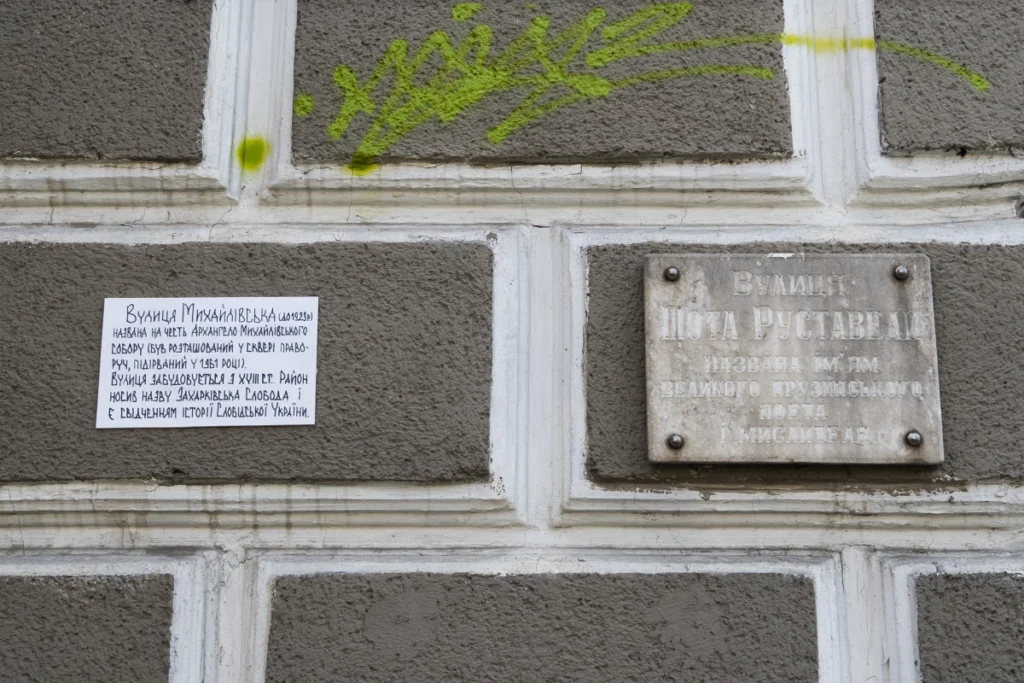 Вулиця Михайлівська (до 1923р)
названа на честь Архангело-Михайлівського
собору (був розташований у сквері право-
руч, підірваний у 1961 році).
Вулиця забудовується з XVIII ст. Район
носив назву Захарківська Слобода і
є свідченням історії Слобідської України.
Вулиця
Шота Руставелі
названа ім'ям
великого грузинського
поета
і мислителя